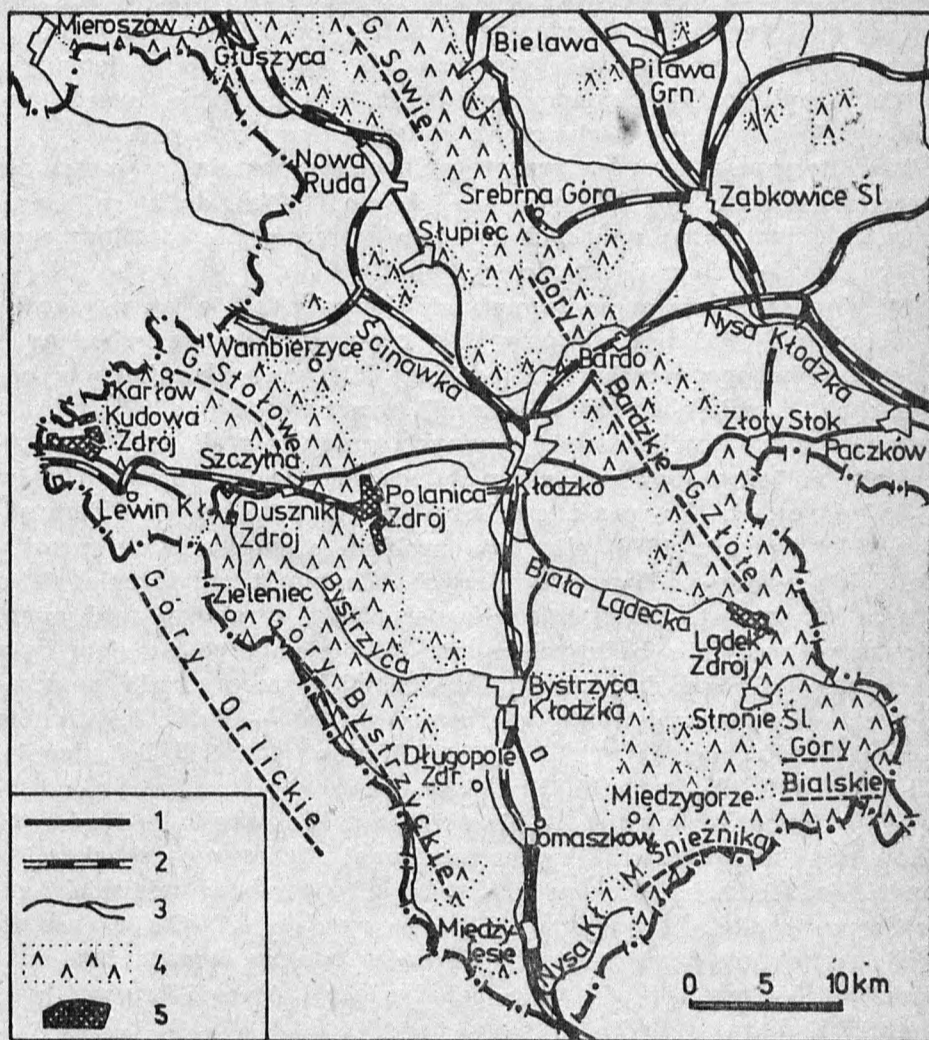 Mieroszów
Głuszyca
G. Sowie
Bielawa
Piława
Grn
Nowa
Ruda
Srebrna Góra
Ząbkowice Śl
Słupiec
Góry
Bardzkie
Nysa
Kłodzka
Wambierzyce
Ścinawka
Bardo
G. Stołowe
Karłów
Kudowa
Zdrój
Szczytna
Złoty Stok
Paczków
Lewin Kł.
Duszniki
Zdrój
Polanica
Zdrój
Kłodzko
G. Złote
Góry
Orlickie
Zieleniec
Bystrzyca
Biała Lądecka
Lądek
Zdrój
Góry Bystrzyckie
Bystrzyca
Kłodzka
Stronie Śl.
Góry
Bialskie
Długopole
Zdr.
Międzygórze
Domaszków
M. Śnieżnika
Między-
lesie
Nysa Kł.
1
2
3
4
5
0 5 10 km